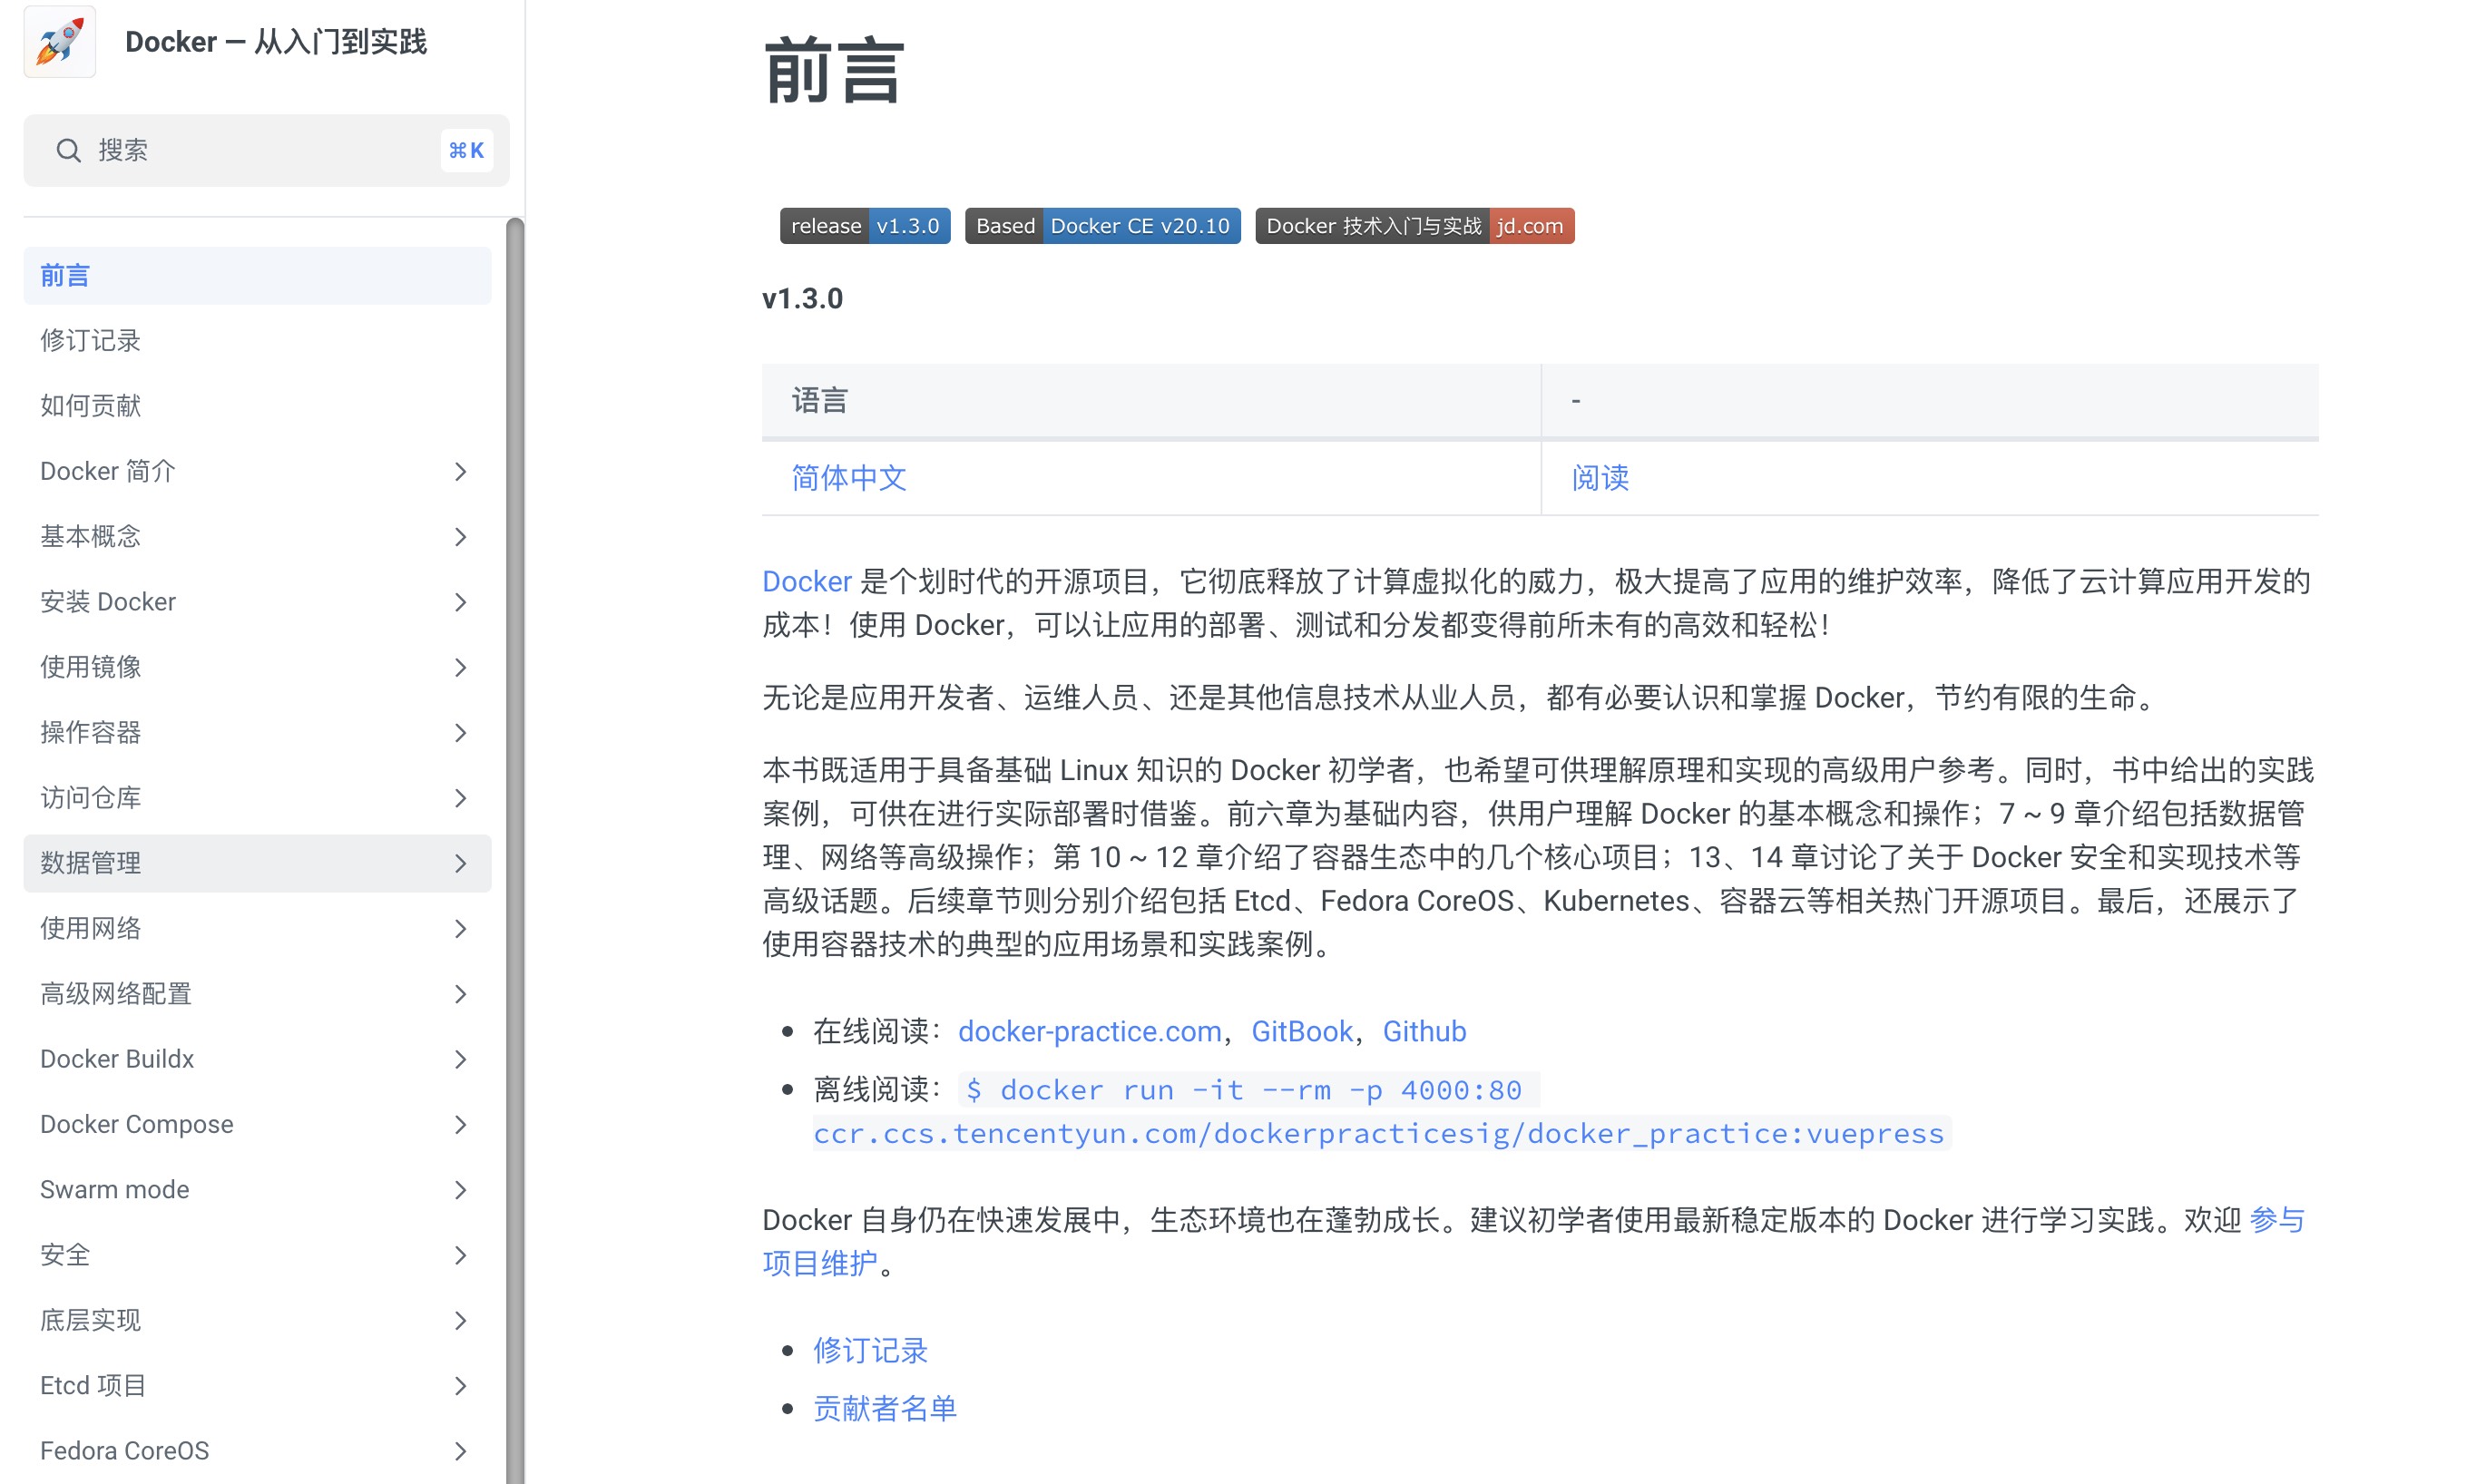 Docker — 从入门到实践
搜索
⌘K
前言
修订记录
如何贡献
Docker 简介
基本概念
安装 Docker
使用镜像
操作容器
访问仓库
数据管理
使用网络
高级网络配置
Docker Buildx
Docker Compose
Swarm mode
安全
底层实现
Etcd 项目
Fedora CoreOS
前言
release v1.3.0 Based Docker CE v20.10 Docker 技术入门与实战 jd.com
v1.3.0
语言 -
简体中文 阅读
Docker 是个划时代的开源项目，它彻底释放了计算虚拟化的威力，极大提高了应用的维护效率，降低了云计算应用开发的
成本！使用 Docker，可以让应用的部署、测试和分发都变得前所未有的高效和轻松！
无论是应用开发者、运维人员、还是其他信息技术从业人员，都有必要认识和掌握 Docker，节约有限的生命。
本书既适用于具备基础 Linux 知识的 Docker 初学者，也希望可供理解原理和实现的高级用户参考。同时，书中给出的实践
案例，可供在进行实际部署时借鉴。前六章为基础内容，供用户理解 Docker 的基本概念和操作；7 ~ 9 章介绍包括数据管
理、网络等高级操作；第 10 ~ 12 章介绍了容器生态中的几个核心项目；13、14 章讨论了关于 Docker 安全和实现技术等
高级话题。后续章节则分别介绍包括 Etcd、Fedora CoreOS、Kubernetes、容器云等相关热门开源项目。最后，还展示了
使用容器技术的典型的应用场景和实践案例。
• 在线阅读：docker-practice.com，GitBook，Github
• 离线阅读：$ docker run -it --rm -p 4000:80
ccr.ccs.tencentyun.com/dockerpracticesig/docker_practice:vuepress
Docker 自身仍在快速发展中，生态环境也在蓬勃成长。建议初学者使用最新稳定版本的 Docker 进行学习实践。欢迎 参与
项目维护。
• 修订记录
• 贡献者名单